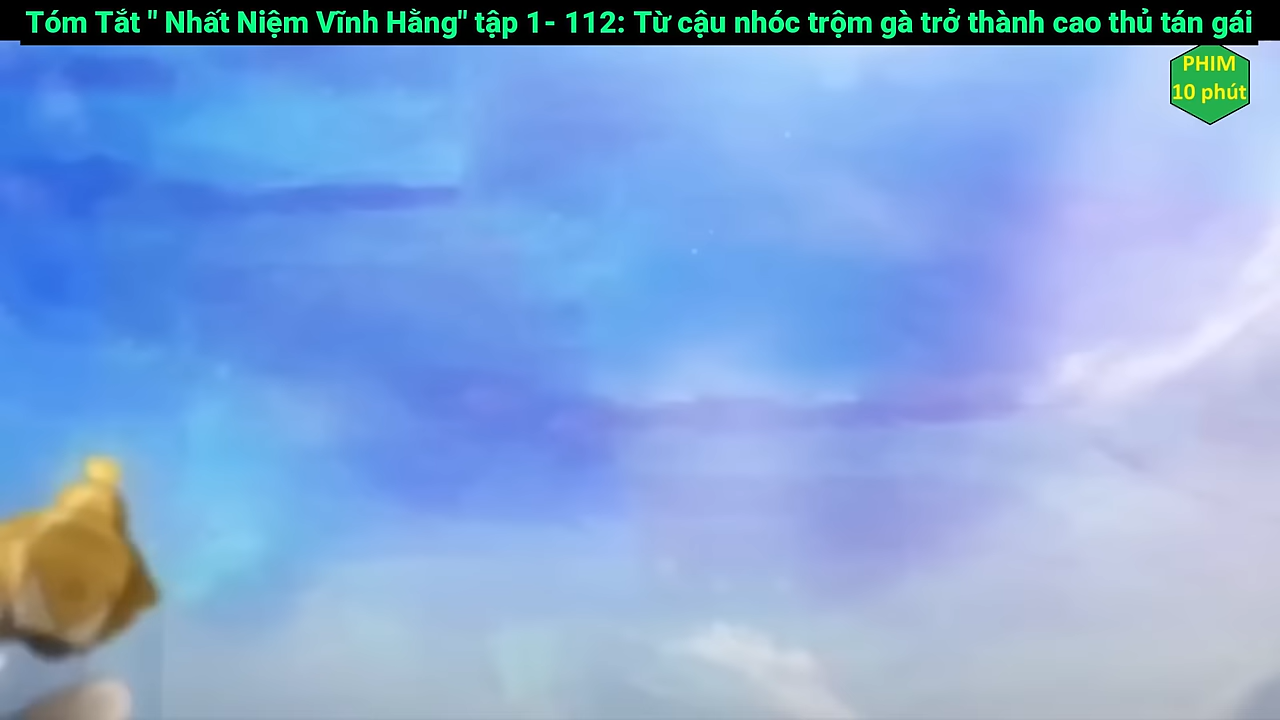 Tóm Tắt " Nhất Niệm Vĩnh Hằng" tập 1- 112: Từ cậu nhóc trộm gà trở thành cao thủ tán gái
PHIM
10 phút